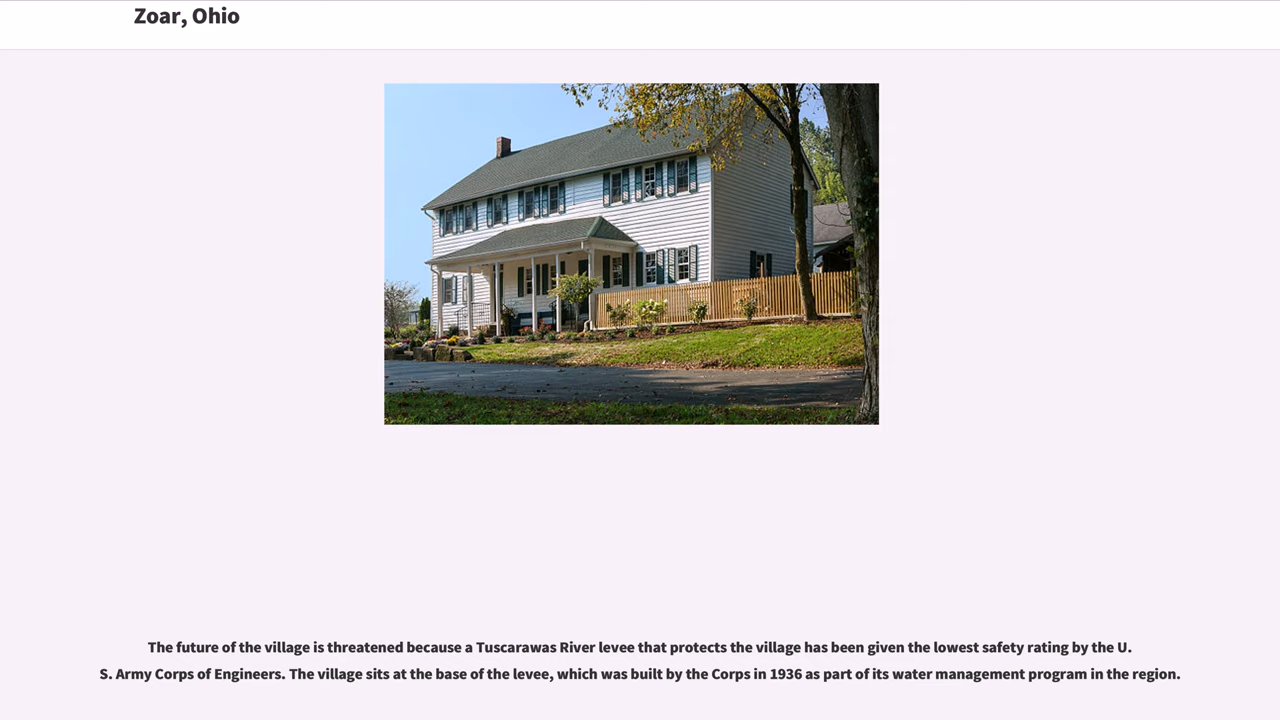 Zoar, Ohio
The future of the village is threatened because a Tuscarawas River levee that protects the village has been given the lowest safety rating by the U.
S. Army Corps of Engineers. The village sits at the base of the levee, which was built by the Corps in 1936 as part of its water management program in the region.